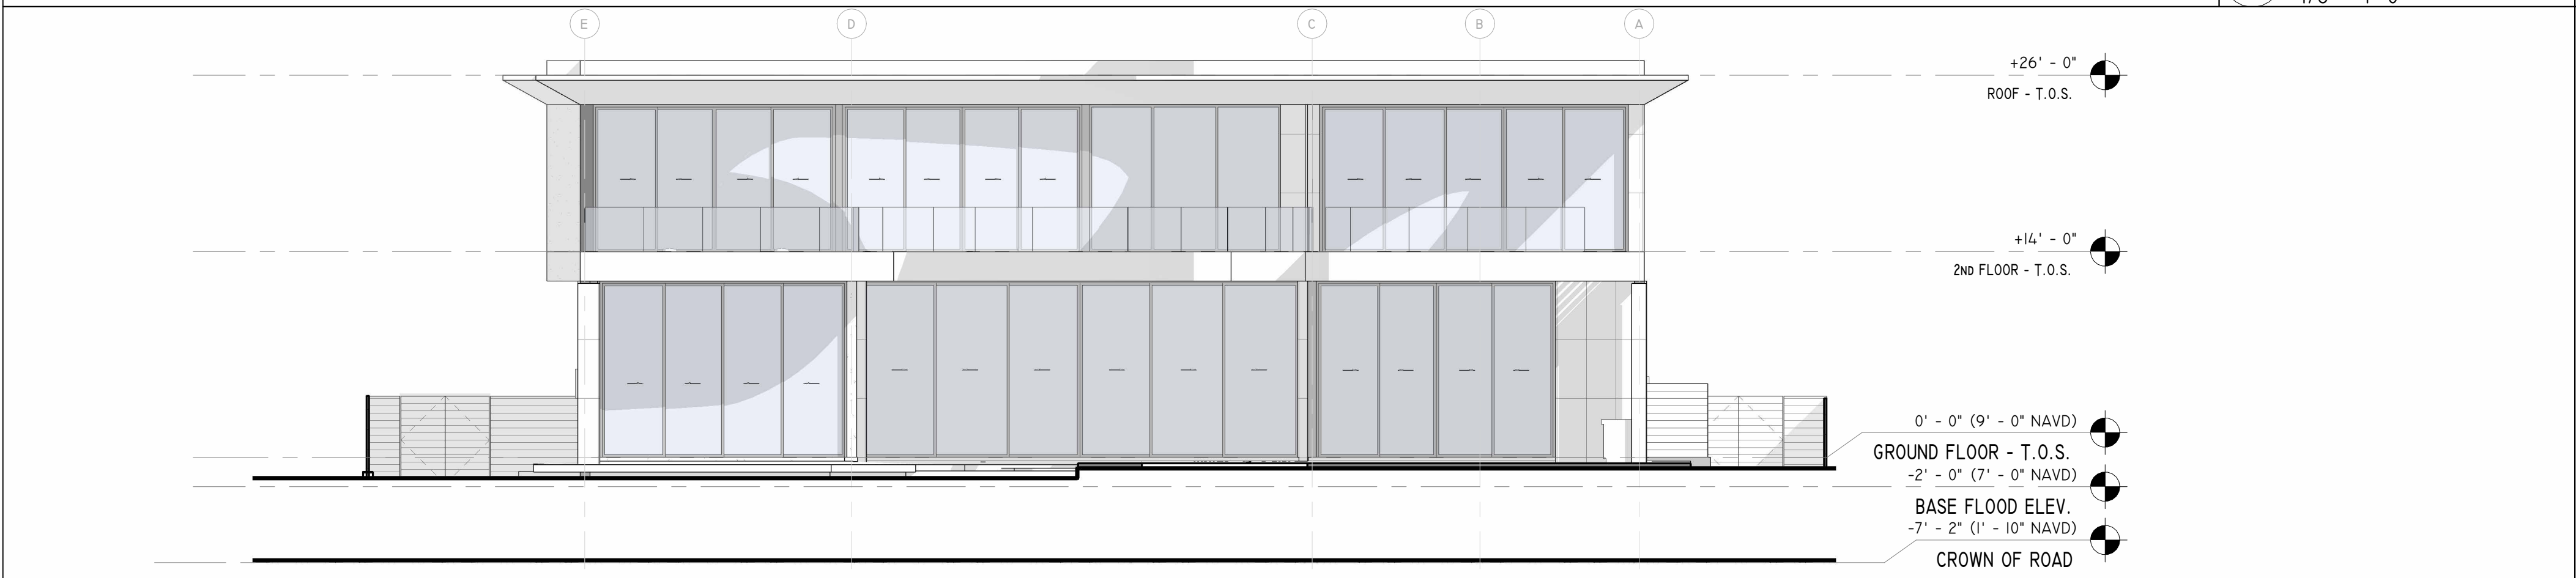 E D C B A
+26' - 0"
ROOF - T.O.S.
+14' - 0"
2ND FLOOR - T.O.S.
0' - 0" (9' - 0" NAVD)
GROUND FLOOR - T.O.S.
-2' - 0" (7' - 0" NAVD)
BASE FLOOD ELEV.
-7' - 2" (1' - 10" NAVD)
CROWN OF ROAD